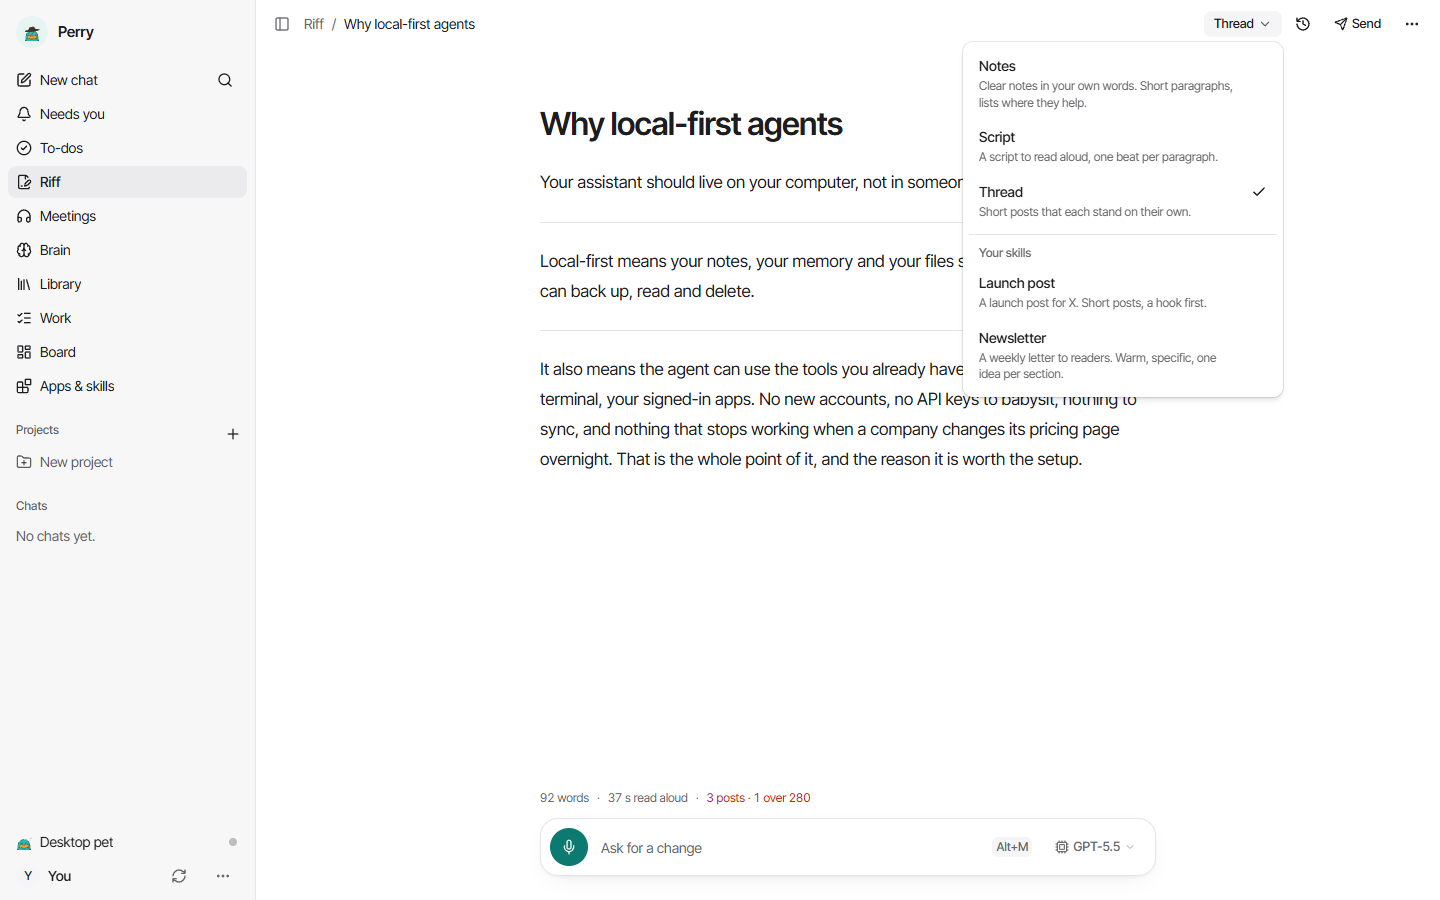 Perry
New chat
Needs you
To-dos
Riff
Meetings
Brain
Library
Work
Board
Apps & skills
Projects
New project
Chats
No chats yet.
Desktop pet
Y You
Riff / Why local-first agents
Thread
Send
Notes
Clear notes in your own words. Short paragraphs,
lists where they help.
Script
A script to read aloud, one beat per paragraph.
Thread
Short posts that each stand on their own.
Your skills
Launch post
A launch post for X. Short posts, a hook first.
Newsletter
A weekly letter to readers. Warm, specific, one
idea per section.
Why local-first agents
Your assistant should live on your computer, not in
Local-first means your notes, your memory and your files
can back up, read and delete.
It also means the agent can use the tools you already have
terminal, your signed-in apps. No new accounts, no API keys to babysit, nothing to
sync, and nothing that stops working when a company changes its pricing page
overnight. That is the whole point of it, and the reason it is worth the setup.
92 words · 37 s read aloud · 3 posts · 1 over 280
Ask for a change
Alt+M
GPT-5.5